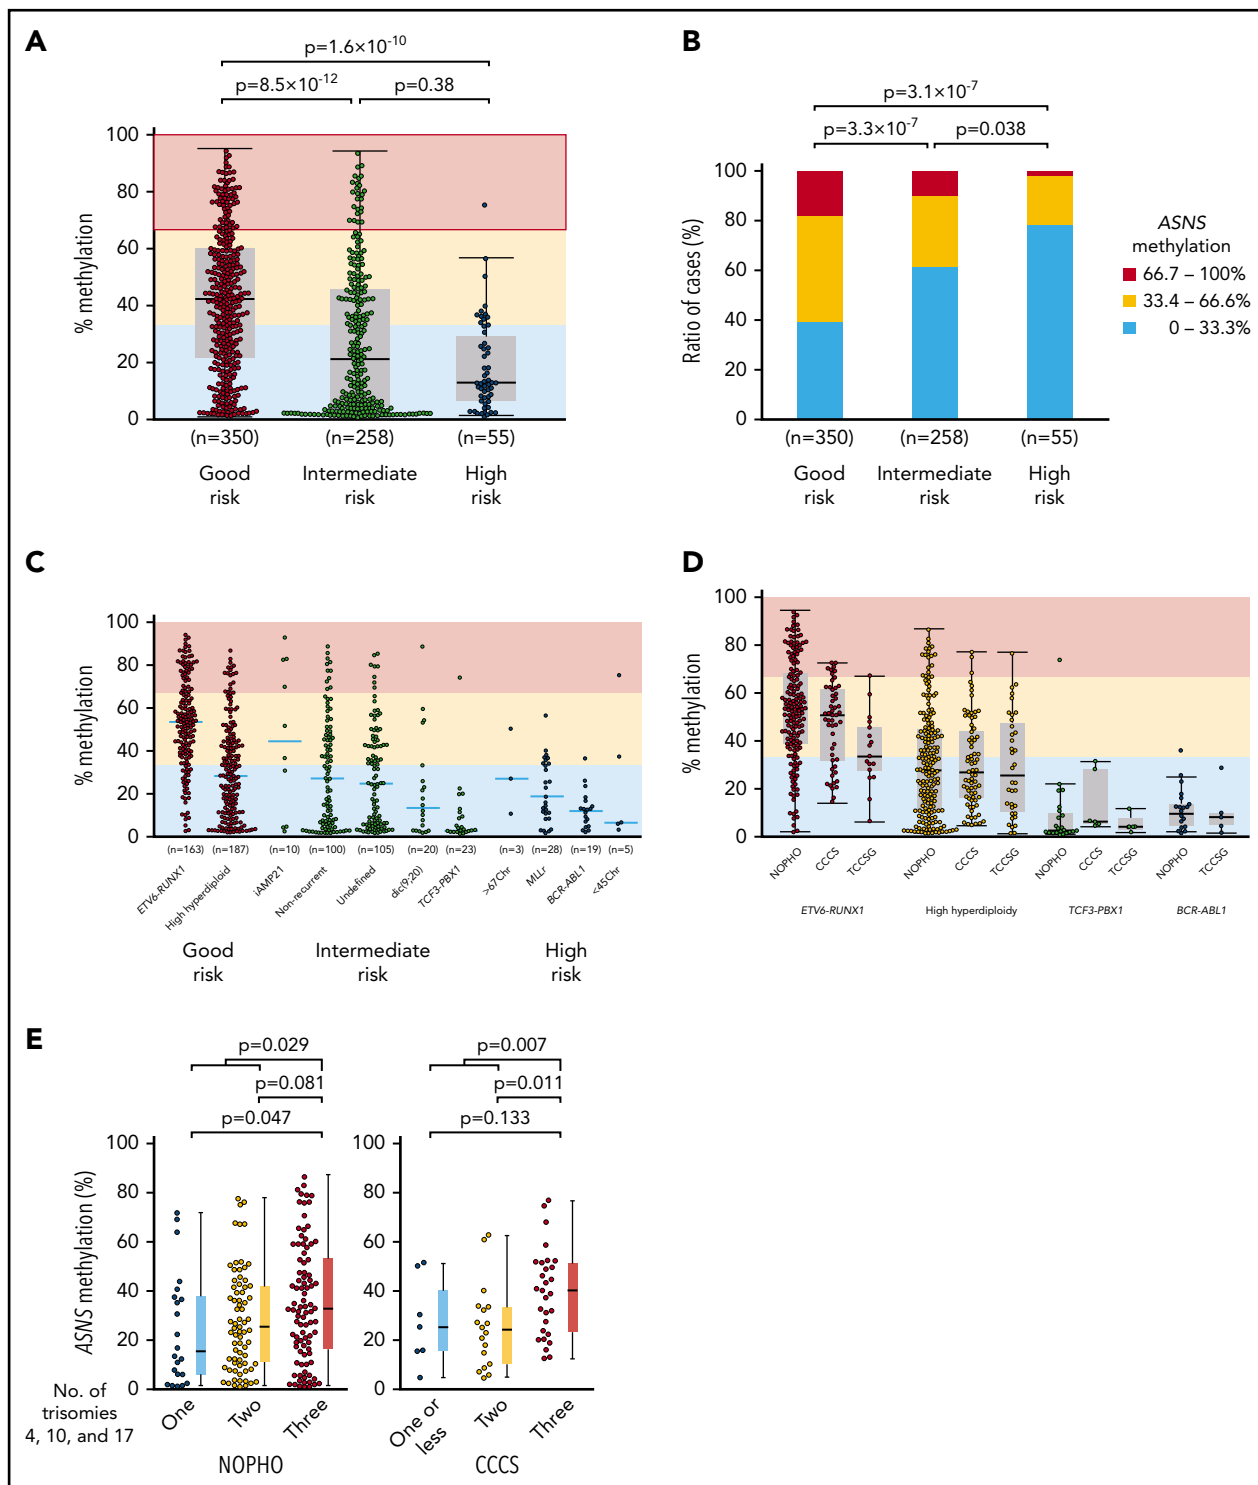 A
p=1.6×10-10
p=8.5×10-12
p=0.38
% methylation
100
80
60
40
20
0
(n=350)
(n=258)
(n=55)
Good risk
Intermediate risk
High risk
B
p=3.1×10-7
p=3.3×10-7
p=0.038
Ratio of cases (%)
100
80
60
40
20
0
(n=350)
(n=258)
(n=55)
Good risk
Intermediate risk
High risk
ASNS
methylation
66.7 – 100%
33.4 – 66.6%
0 – 33.3%
C
% methylation
100
80
60
40
20
0
(n=163)
(n=187)
(n=10)
(n=100)
(n=105)
(n=20)
(n=23)
(n=3)
(n=28)
(n=19)
(n=5)
ETV6-RUNX1
High hyperdiploid
iAMP21
Non-recurrent
Undefined
dic(9;20)
TCF3-PBX1
>67Chr
MLLr
BCR-ABL1
<45Chr
Good risk
Intermediate risk
High risk
D
% methylation
100
80
60
40
20
0
NOPHO
CCCS
TCCSG
NOPHO
CCCS
TCCSG
NOPHO
CCCS
TCCSG
NOPHO
TCCSG
ETV6-RUNX1
High hyperdiploidy
TCF3-PBX1
BCR-ABL1
E
p=0.029
p=0.081
p=0.047
ASNS methylation (%)
100
80
60
40
20
0
No. of
trisomies
4, 10, and 17
One
Two
Three
NOPHO
p=0.007
p=0.011
p=0.133
100
80
60
40
20
0
One or less
Two
Three
CCCS